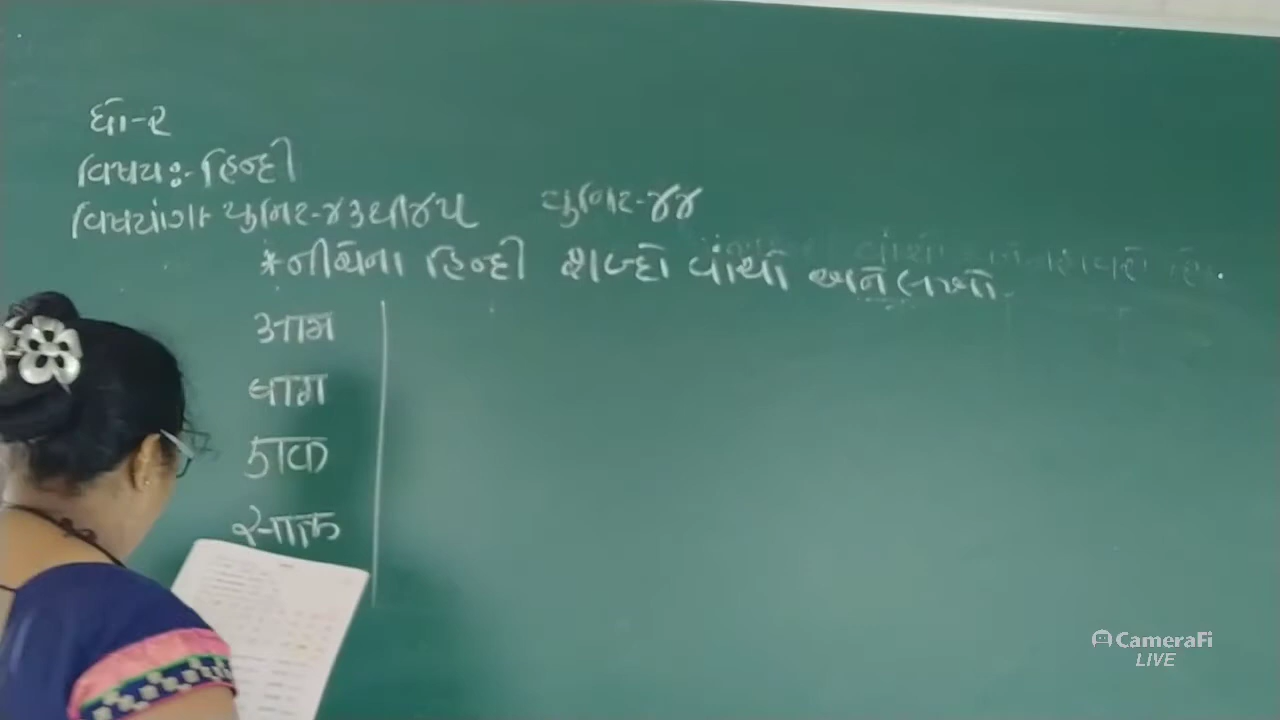 ધો-૨
વિષય:- હિન્દી
વિષયાંગ યુનિટ-૪૩થી૪૫ યુનિટ-૪૪
*નીચેના હિન્દી શબ્દો વાંચો અને લખો.
आम
बाग
नाक
CameraFi
LIVE